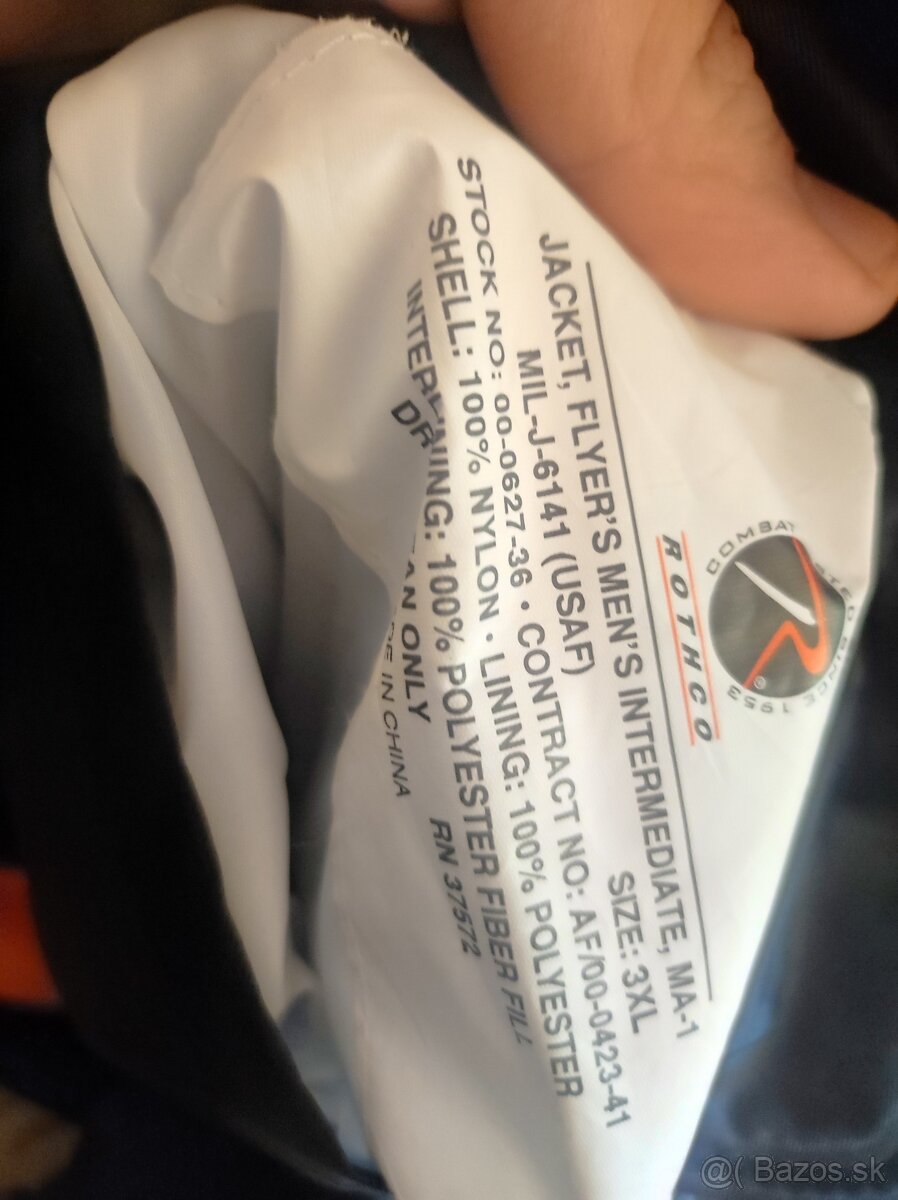 COMBAT
SINCE 1953
R
®
ROTHCO
JACKET, FLYER'S MEN'S INTERMEDIATE, MA-1
MIL-J-6141 (USAF) SIZE: 3XL
STOCK NO: 00-0627-36 • CONTRACT NO: AF/00-0423-41
SHELL: 100% NYLON • LINING: 100% POLYESTER
100% POLYESTER FIBER FILL
ONLY
IN CHINA RN 37572
@( Bazos.sk